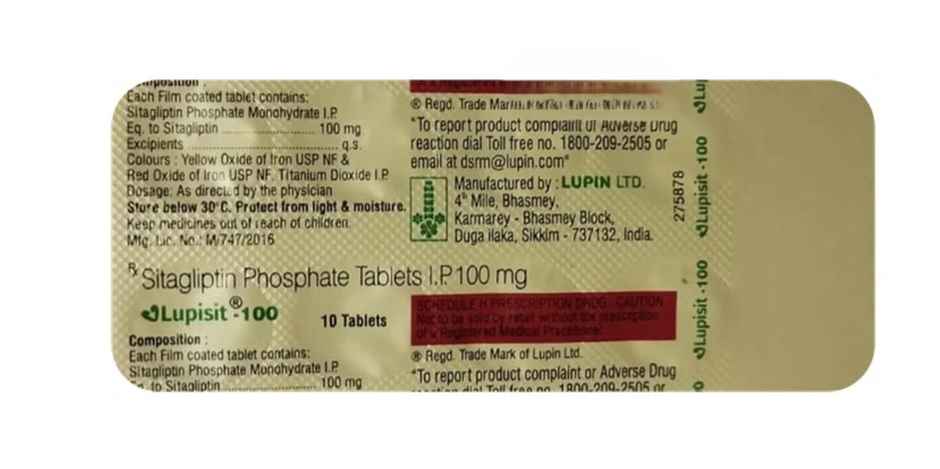 Composition :
Each Film coated tablet contains:
Sitagliptin Phosphate Monohydrate I.P.
Eq. to Sitagliptin .................... 100 mg
Excipients .................... q.s.
Colours : Yellow Oxide of Iron USP NF &
Red Oxide of Iron USP NF, Titanium Dioxide I.P.
Dosage: As directed by the physician
Store below 30°C. Protect from light & moisture.
Keep medicines out of reach of children.
Mfg. Lic. No.: M/747/2016
® Regd. Trade Mark
"To report product complaint or Adverse Drug
reaction dial Toll free no. 1800-209-2505 or
email at dsrm@lupin.com"
Manufactured by : LUPIN LTD.
4th Mile, Bhasmey,
Karmarey - Bhasmey Block,
Duga Ilaka, Sikkim - 737132, India.
275878
Lup
Lupisit -100
Lupisit -100
0
Rx Sitagliptin Phosphate Tablets I.P. 100 mg
Lupisit®-100
10 Tablets
SCHEDULE H PRESCRIPTION DRUG - CAUTION
Not to be sold by retail without the prescription
of a Registered Medical Practitioner
Composition :
Each Film coated tablet contains:
Sitagliptin Phosphate Monohydrate I.P.
Eq. to Sitagliptin .................... 100 mg
® Regd. Trade Mark of Lupin Ltd.
"To report product complaint or Adverse Drug
reaction dial Toll free no. 1800-209-2505 or